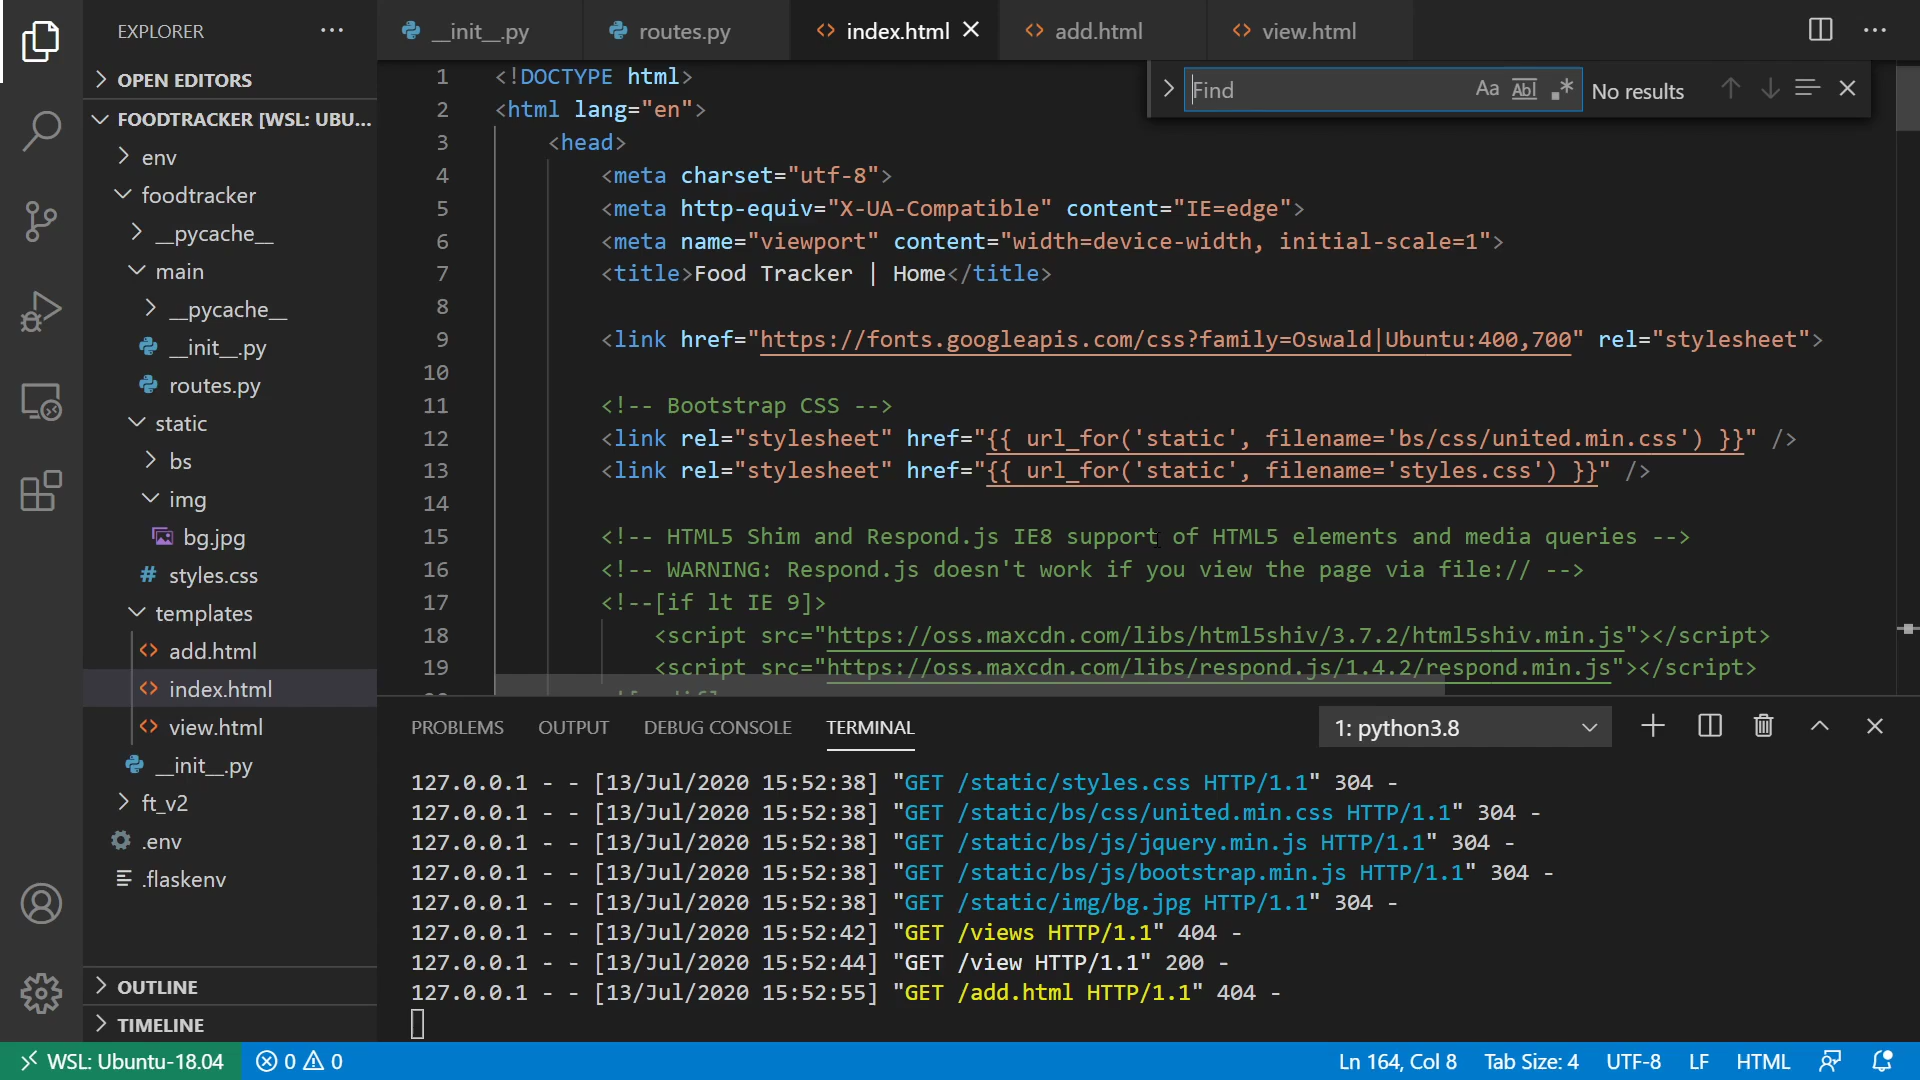 EXPLORER
OPEN EDITORS
FOODTRACKER [WSL: UBU...
env
foodtracker
__pycache__
main
__pycache__
__init__.py
routes.py
static
bs
img
bg.jpg
styles.css
templates
add.html
index.html
view.html
__init__.py
ft_v2
.env
.flaskenv
OUTLINE
TIMELINE
__init__.py routes.py index.html add.html view.html
Find Aa Abl .* No results
1 <!DOCTYPE html>
2 <html lang="en">
3 <head>
4 <meta charset="utf-8">
5 <meta http-equiv="X-UA-Compatible" content="IE=edge">
6 <meta name="viewport" content="width=device-width, initial-scale=1">
7 <title>Food Tracker | Home</title>
8
9 <link href="https://fonts.googleapis.com/css?family=Oswald|Ubuntu:400,700" rel="stylesheet">
10
11 <!-- Bootstrap CSS -->
12 <link rel="stylesheet" href="{{ url_for('static', filename='bs/css/united.min.css') }}" />
13 <link rel="stylesheet" href="{{ url_for('static', filename='styles.css') }}" />
14
15 <!-- HTML5 Shim and Respond.js IE8 support of HTML5 elements and media queries -->
16 <!-- WARNING: Respond.js doesn't work if you view the page via file:// -->
17 <!--[if lt IE 9]>
18 <script src="https://oss.maxcdn.com/libs/html5shiv/3.7.2/html5shiv.min.js"></script>
19 <script src="https://oss.maxcdn.com/libs/respond.js/1.4.2/respond.min.js"></script>
PROBLEMS OUTPUT DEBUG CONSOLE TERMINAL 1: python3.8
127.0.0.1 - - [13/Jul/2020 15:52:38] "GET /static/styles.css HTTP/1.1" 304 -
127.0.0.1 - - [13/Jul/2020 15:52:38] "GET /static/bs/css/united.min.css HTTP/1.1" 304 -
127.0.0.1 - - [13/Jul/2020 15:52:38] "GET /static/bs/js/jquery.min.js HTTP/1.1" 304 -
127.0.0.1 - - [13/Jul/2020 15:52:38] "GET /static/bs/js/bootstrap.min.js HTTP/1.1" 304 -
127.0.0.1 - - [13/Jul/2020 15:52:38] "GET /static/img/bg.jpg HTTP/1.1" 304 -
127.0.0.1 - - [13/Jul/2020 15:52:42] "GET /views HTTP/1.1" 404 -
127.0.0.1 - - [13/Jul/2020 15:52:44] "GET /view HTTP/1.1" 200 -
127.0.0.1 - - [13/Jul/2020 15:52:55] "GET /add.html HTTP/1.1" 404 -
WSL: Ubuntu-18.04 0 0 Ln 164, Col 8 Tab Size: 4 UTF-8 LF HTML